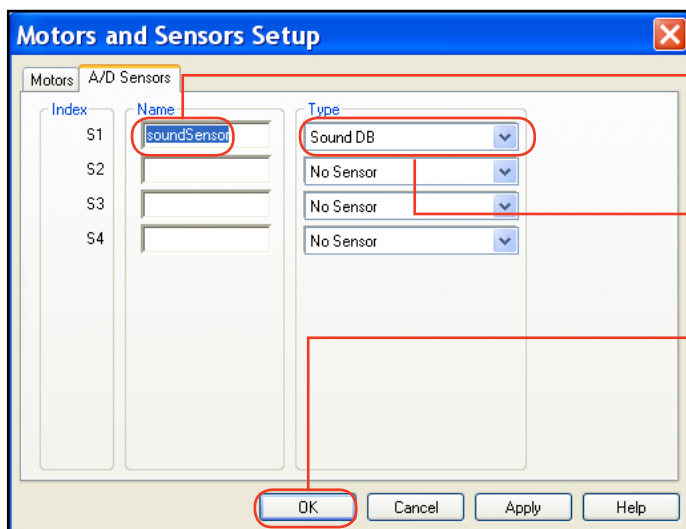 Motors and Sensors Setup
Motors A/D Sensors
Index Name Type
S1 soundSensor Sound DB
S2 No Sensor
S3 No Sensor
S4 No Sensor
OK Cancel Apply Help